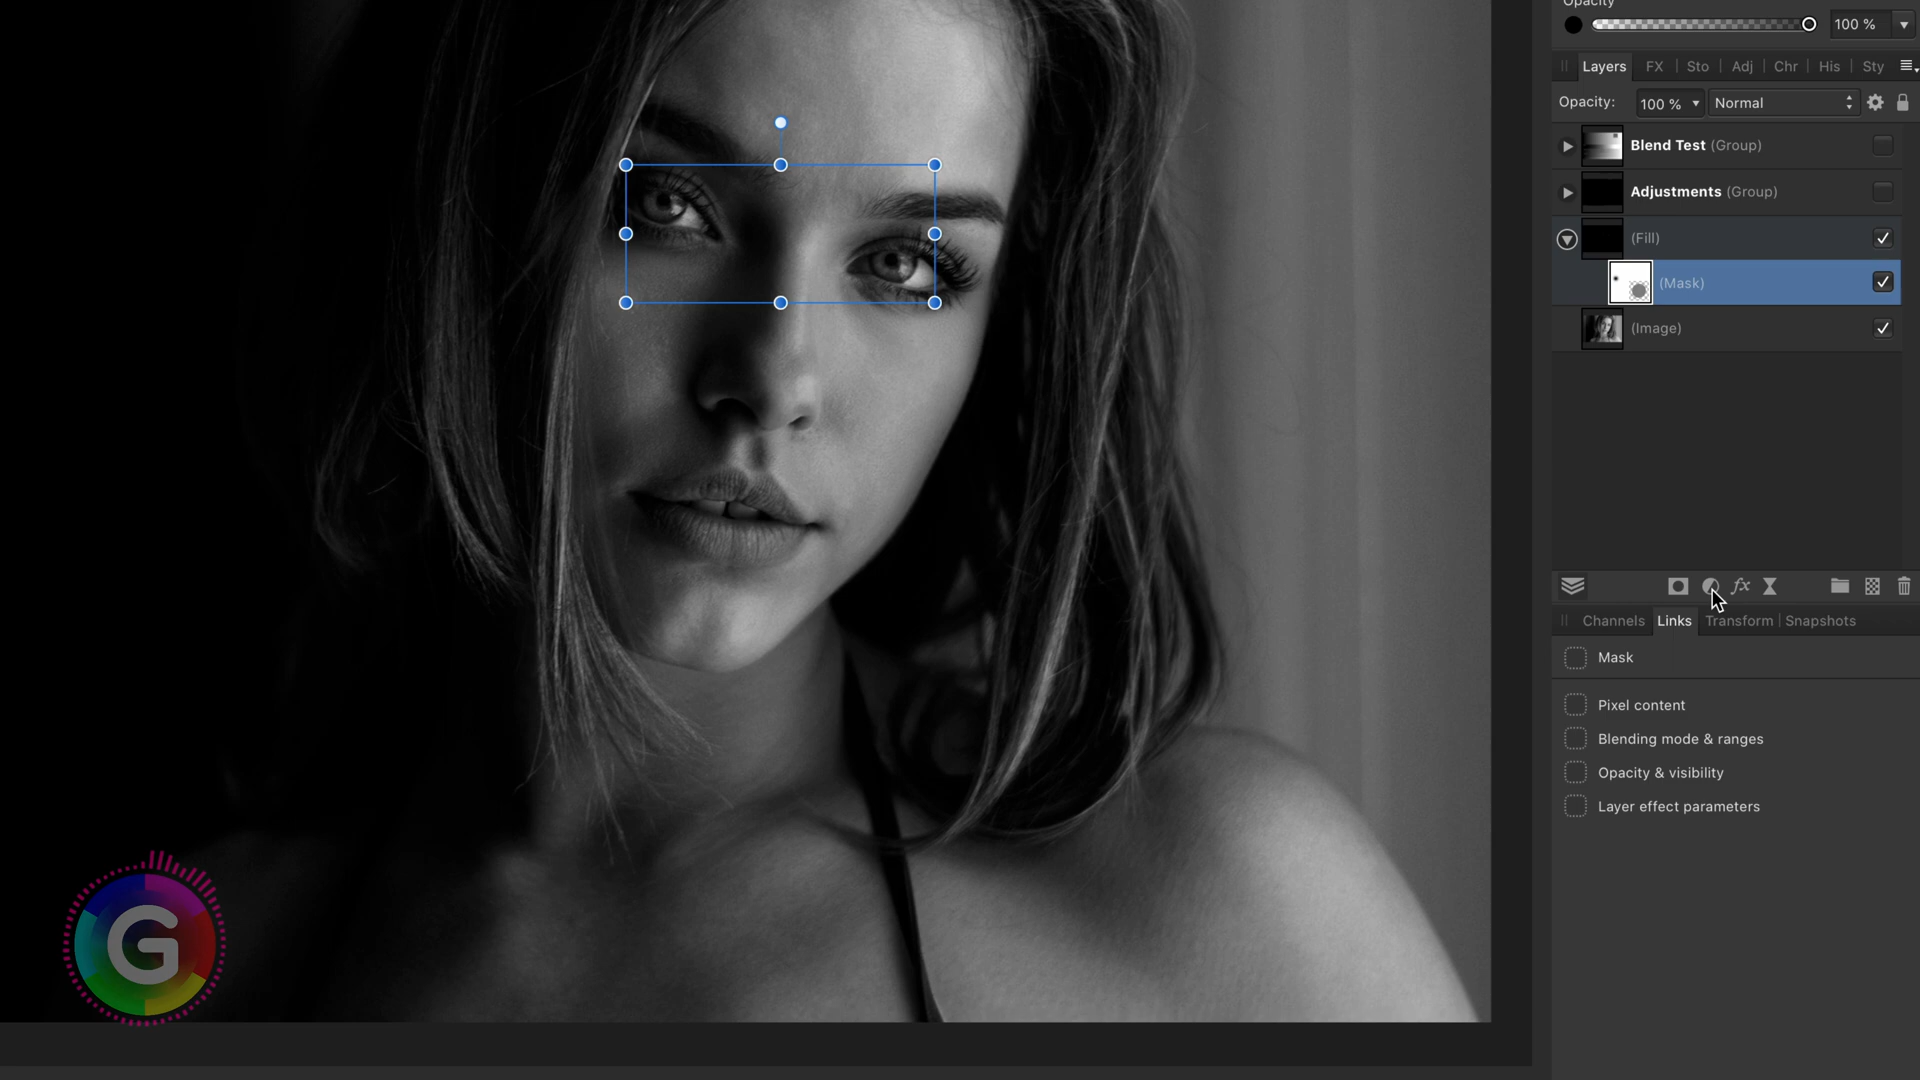 Opacity
100 %
Layers FX Sto Adj Chr His Sty
Opacity: 100 % Normal
Blend Test (Group)
Adjustments (Group)
(Fill)
(Mask)
(Image)
fx
Channels Links Transform Snapshots
Mask
Pixel content
Blending mode & ranges
Opacity & visibility
Layer effect parameters
G